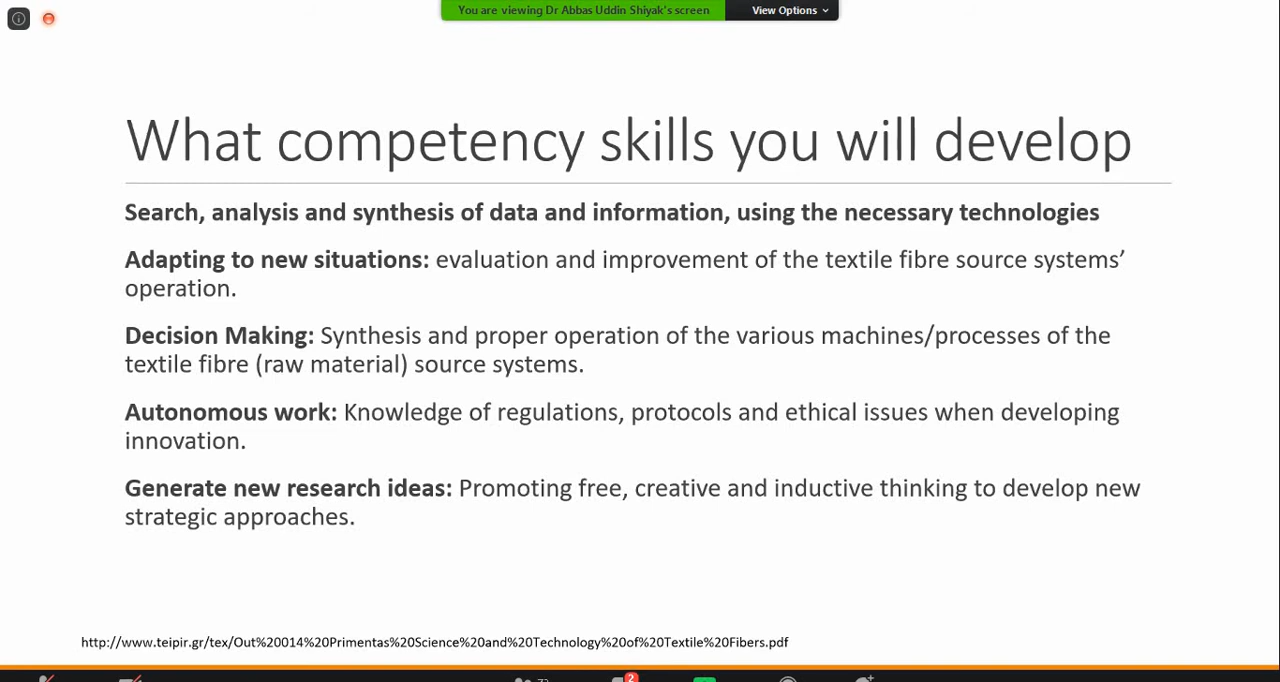 You are viewing Dr Abbas Uddin Shiyak's screen
View Options
What competency skills you will develop
Search, analysis and synthesis of data and information, using the necessary technologies
Adapting to new situations: evaluation and improvement of the textile fibre source systems’
operation.
Decision Making: Synthesis and proper operation of the various machines/processes of the
textile fibre (raw material) source systems.
Autonomous work: Knowledge of regulations, protocols and ethical issues when developing
innovation.
Generate new research ideas: Promoting free, creative and inductive thinking to develop new
strategic approaches.
http://www.teipir.gr/tex/Out%20014%20Primentas%20Science%20and%20Technology%20of%20Textile%20Fibers.pdf
2